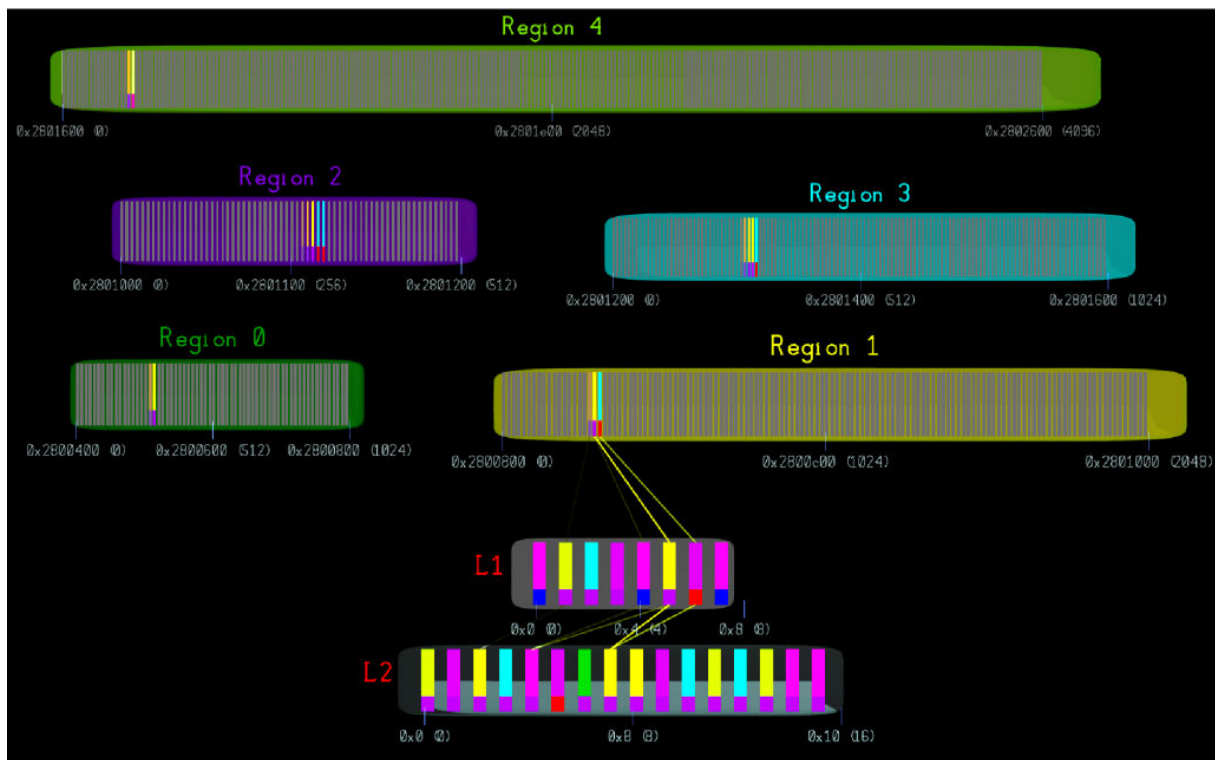 Region 4
0x2801600 (0) 0x2801e00 (2048) 0x2802600 (4096)
Region 2
0x2801000 (0) 0x2801100 (256) 0x2801200 (512)
Region 3
0x2801200 (0) 0x2801400 (512) 0x2801600 (1024)
Region 0
0x2800400 (0) 0x2800600 (512) 0x2800800 (1024)
Region 1
0x2800800 (0) 0x2800c00 (1024) 0x2801000 (2048)
L1
0x0 (0) 0x4 (4) 0x8 (8)
L2
0x0 (0) 0x8 (8) 0x10 (16)